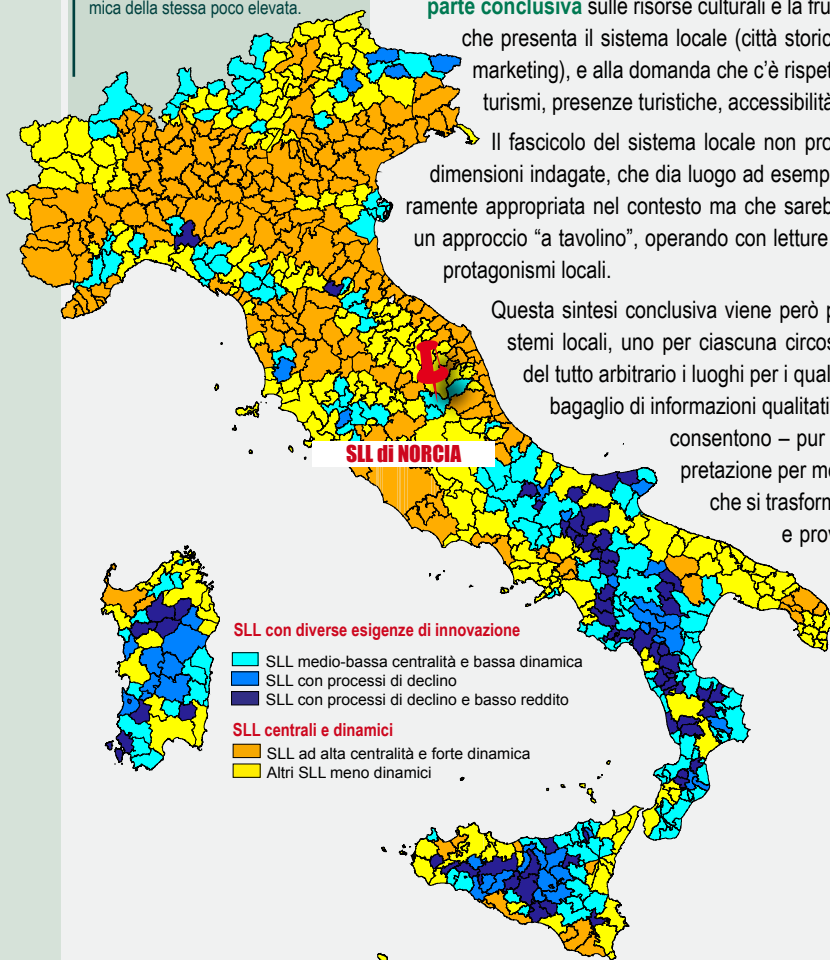 mica della stessa poco elevata.
parte conclusiva sulle risorse culturali e la fru
che presenta il sistema locale (città storic
marketing), e alla domanda che c'è rispet
turismi, presenze turistiche, accessibilità
Il fascicolo del sistema locale non pro
dimensioni indagate, che dia luogo ad esemp
ramente appropriata nel contesto ma che sareb
un approccio “a tavolino”, operando con letture
protagonismi locali.
Questa sintesi conclusiva viene però p
stemi locali, uno per ciascuna circos
del tutto arbitrario i luoghi per i qual
bagaglio di informazioni qualitati
consentono – pur
pretazione per me
che si trasform
e prov
L
SLL di NORCIA
SLL con diverse esigenze di innovazione
SLL medio-bassa centralità e bassa dinamica
SLL con processi di declino
SLL con processi di declino e basso reddito
SLL centrali e dinamici
SLL ad alta centralità e forte dinamica
Altri SLL meno dinamici